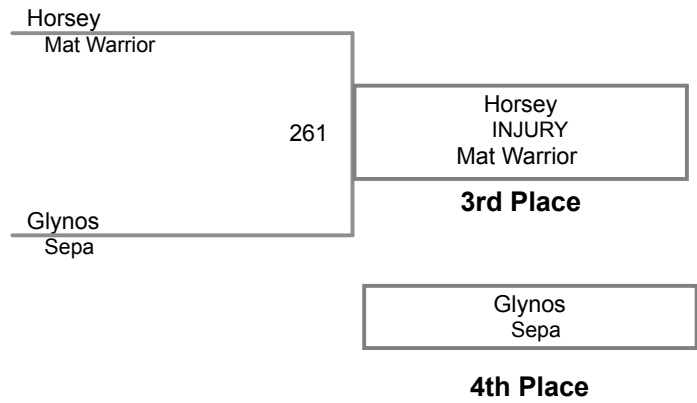 Horsey
Mat Warrior
261
Horsey
INJURY
Mat Warrior
3rd Place
Glynos
Sepa
Glynos
Sepa
4th Place